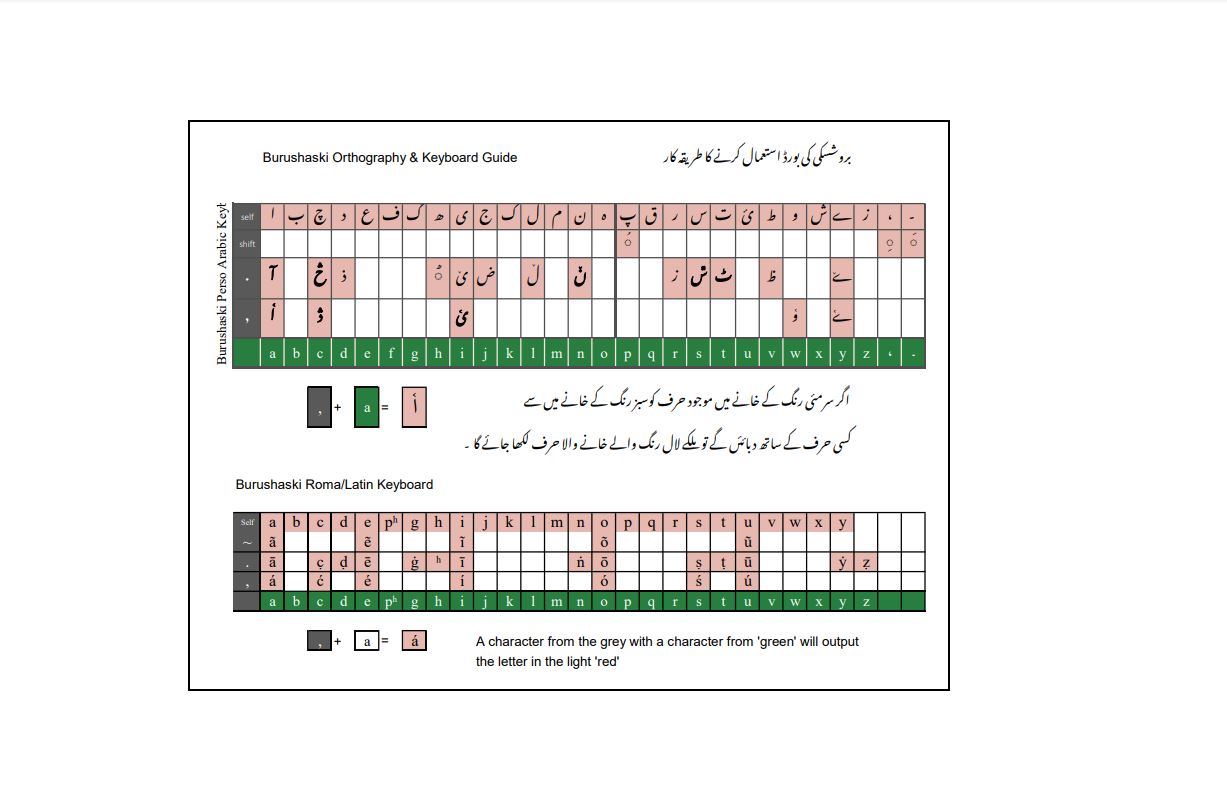 Burushaski Orthography & Keyboard Guide
بروشسکی کی بورڈ استعمال کرنے کا طریقہ کار
Burushaski Perso Arabic Keyb
self ا ب چ د ع ف گ ھ ی ج ک ل م ن ہ پ ق ر س ت ئ ط و ش ے ز ، ۔
shift
. آ ذ ض ز ٹ ظ
, أ
a b c d e f g h i j k l m n o p q r s t u v w x y z ، .
, + a = أ
اگر سرمئی رنگ کے خانے میں موجود حرف کو سبز رنگ کے خانے میں سے
کسی حرف کے ساتھ دبائیں گے تو ہلکے لال رنگ والے خانے والا حرف لکھا جائے گا ۔
Burushaski Roma/Latin Keyboard
Self a b c d e pʰ g h i j k l m n o p q r s t u v w x y
~ ã ẽ ĩ õ ũ
. ā c̣ ḍ ē ġ ʰ ī ṅ ō ṣ ṭ ū ẏ ẓ
, á ć é í ó ś ú
a b c d e pʰ g h i j k l m n o p q r s t u v w x y z
, + a = á
A character from the grey with a character from 'green' will output
the letter in the light 'red'